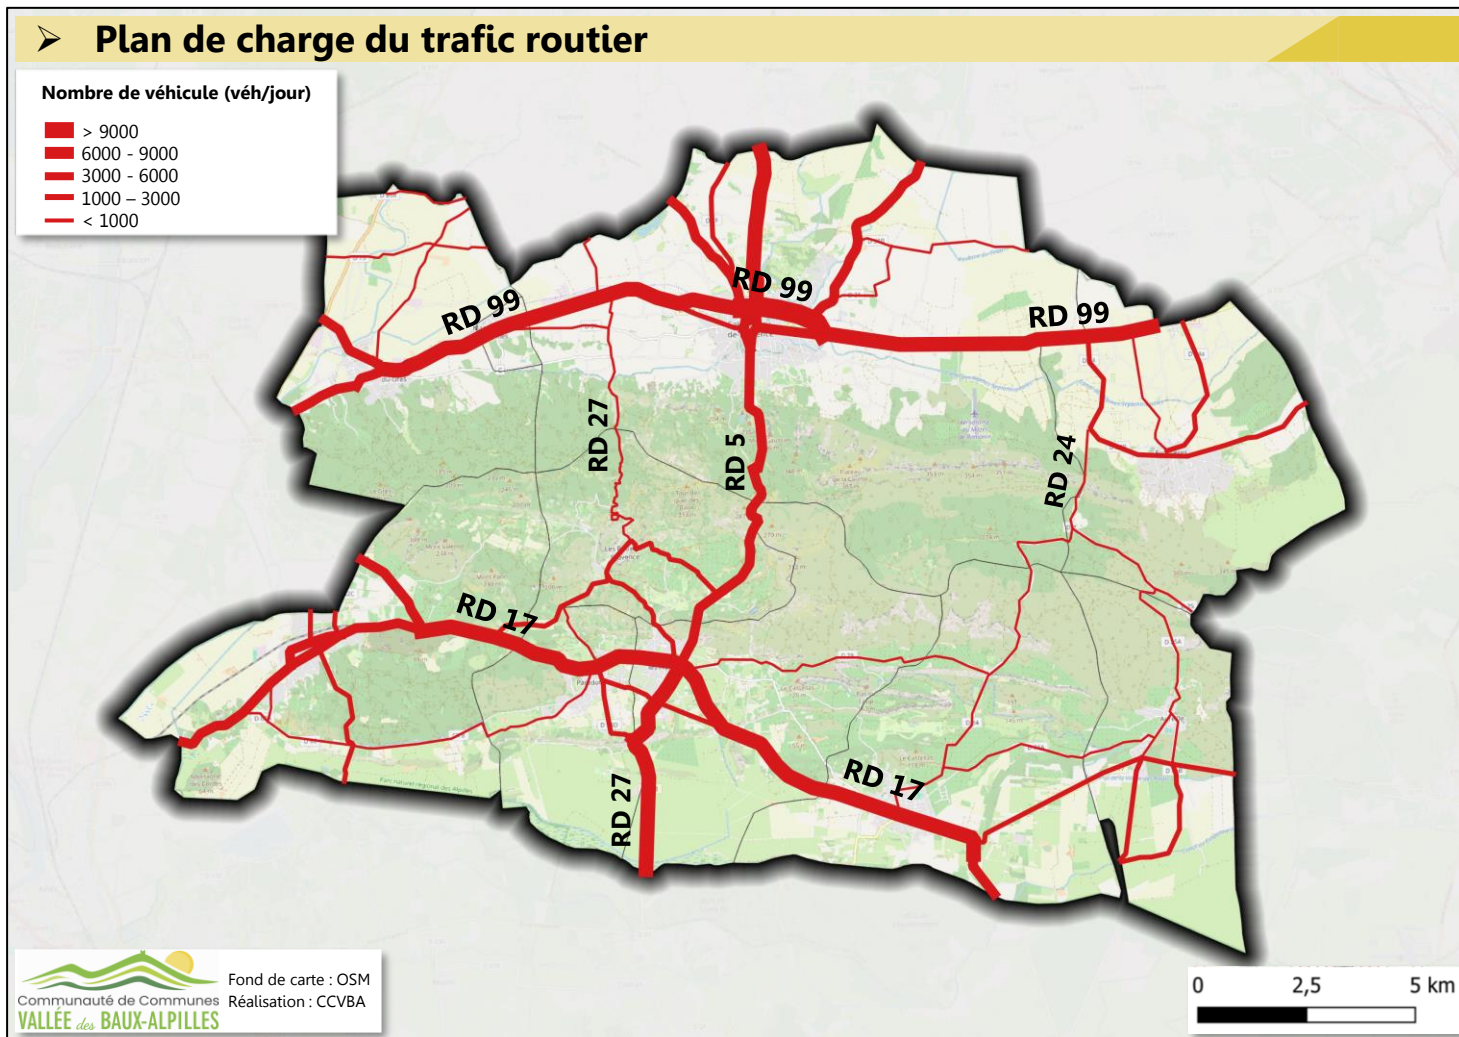 ➤ Plan de charge du trafic routier
Nombre de véhicule (véh/jour)
> 9000
6000 - 9000
3000 - 6000
1000 – 3000
< 1000
RD 99
RD 99
RD 99
RD 27
RD 5
RD 24
RD 17
RD 27
RD 17
Communauté de Communes
VALLÉE des BAUX-ALPILLES
Fond de carte : OSM
Réalisation : CCVBA
0 2,5 5 km